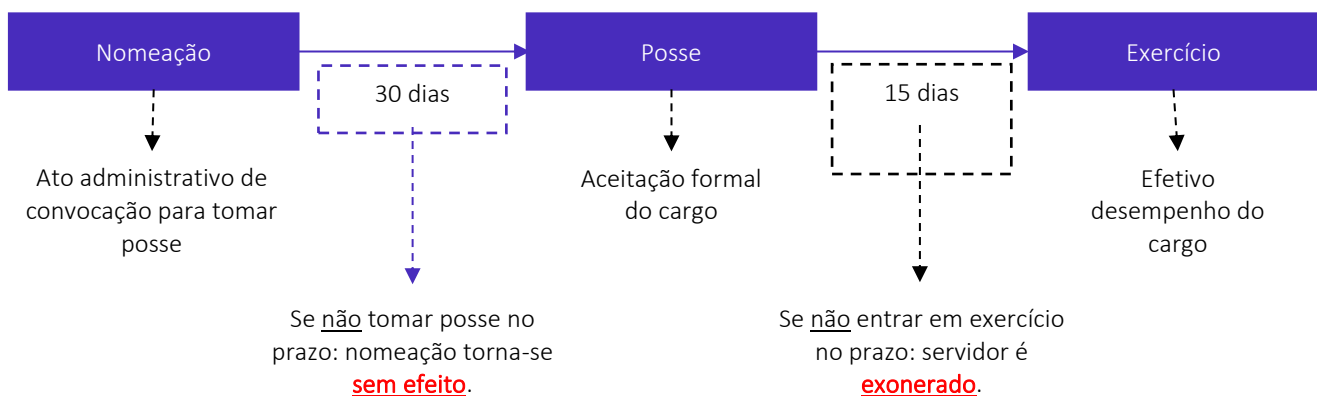 Nomeação
30 dias
Posse
15 dias
Exercício
Ato administrativo de
convocação para tomar
posse
Aceitação formal
do cargo
Efetivo
desempenho do
cargo
Se não tomar posse no
prazo: nomeação torna-se
sem efeito.
Se não entrar em exercício
no prazo: servidor é
exonerado.